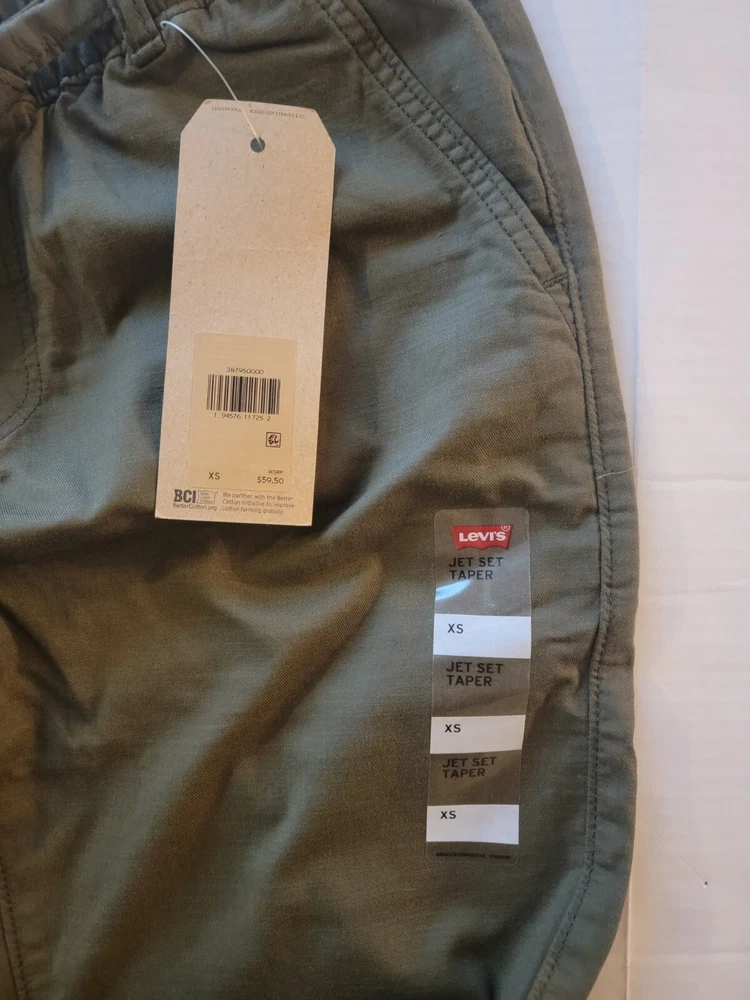 387950000
1 94576 11725 2
XS
MSRP
$59.50
BCI
BetterCotton.org
We partner with the Better
Cotton Initiative to improve
cotton farming globally.
Levi's®
JET SET
TAPER
XS
JET SET
TAPER
XS
JET SET
TAPER
XS